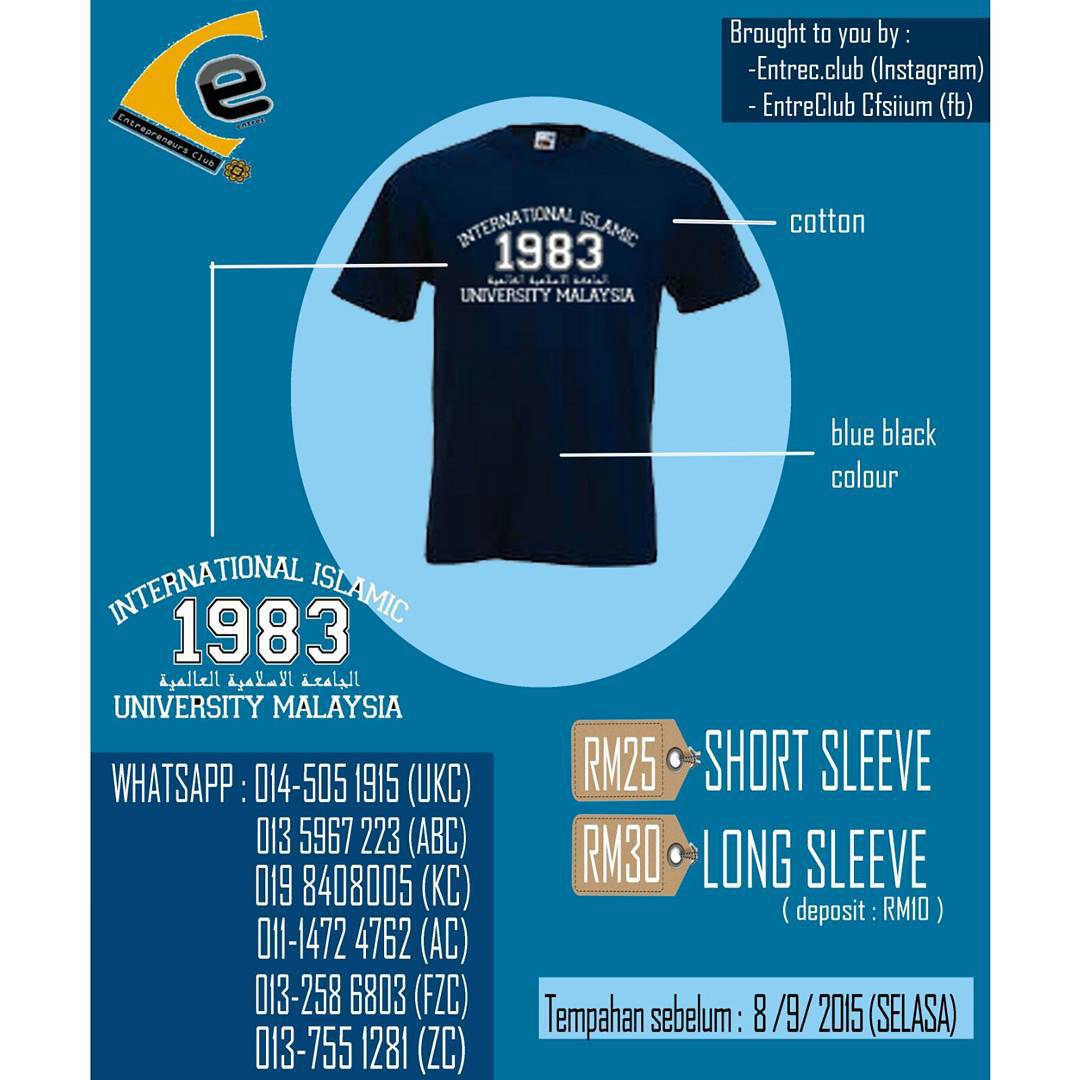 e
entrec
Entrepreneurs Club
Brought to you by :
-Entrec.club (Instagram)
- EntreClub Cfsiium (fb)
INTERNATIONAL ISLAMIC
1983
الجامعة الاسلامية العالمية
UNIVERSITY MALAYSIA
cotton
blue black
colour
INTERNATIONAL ISLAMIC
1983
الجامعة الاسلامية العالمية
UNIVERSITY MALAYSIA
WHATSAPP : 014-505 1915 (UKC)
013 5967 223 (ABC)
019 8408005 (KC)
011-1472 4762 (AC)
013-258 6803 (FZC)
013-755 1281 (ZC)
RM25 SHORT SLEEVE
RM30 LONG SLEEVE
( deposit : RM10 )
Tempahan sebelum : 8 /9/ 2015 (SELASA)